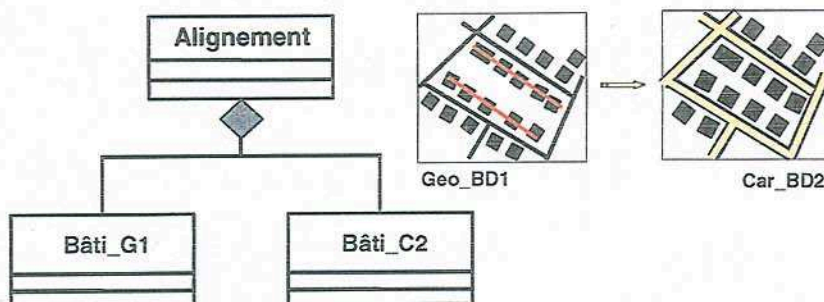 Alignement
Geo_BD1
Car_BD2
Bâti_G1
Bâti_C2